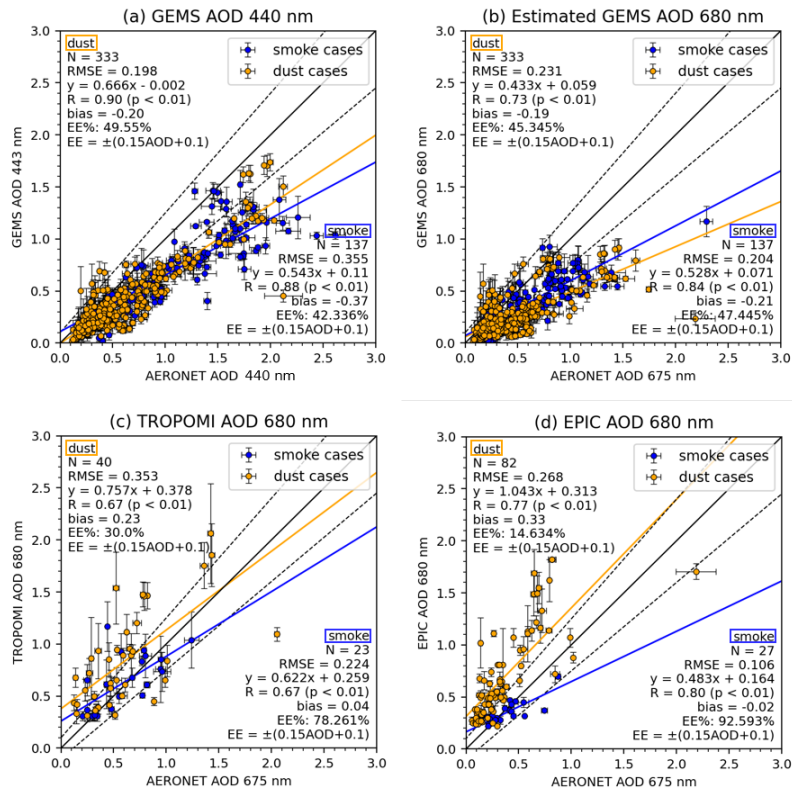 (a) GEMS AOD 440 nm
dust
N = 333
RMSE = 0.198
y = 0.666x - 0.002
R = 0.90 (p < 0.01)
bias = -0.20
EE%: 49.55%
EE = ±(0.15AOD+0.1)
smoke cases
dust cases
smoke
N = 137
RMSE = 0.355
y = 0.543x + 0.11
R = 0.88 (p < 0.01)
bias = -0.37
EE%: 42.336%
EE = ±(0.15AOD+0.1)
GEMS AOD 443 nm
3.0
2.5
2.0
1.5
1.0
0.5
0.0
0.0 0.5 1.0 1.5 2.0 2.5 3.0
AERONET AOD 440 nm
(b) Estimated GEMS AOD 680 nm
dust
N = 333
RMSE = 0.231
y = 0.433x + 0.059
R = 0.73 (p < 0.01)
bias = -0.19
EE%: 45.345%
EE = ±(0.15AOD+0.1)
smoke cases
dust cases
smoke
N = 137
RMSE = 0.204
y = 0.528x + 0.071
R = 0.84 (p < 0.01)
bias = -0.21
EE%: 47.445%
EE = ±(0.15AOD+0.1)
GEMS AOD 680 nm
3.0
2.5
2.0
1.5
1.0
0.5
0.0
0.0 0.5 1.0 1.5 2.0 2.5 3.0
AERONET AOD 675 nm
(c) TROPOMI AOD 680 nm
dust
N = 40
RMSE = 0.353
y = 0.757x + 0.378
R = 0.67 (p < 0.01)
bias = 0.23
EE%: 30.0%
EE = ±(0.15AOD+0.1)
smoke cases
dust cases
smoke
N = 23
RMSE = 0.224
y = 0.622x + 0.259
R = 0.67 (p < 0.01)
bias = 0.04
EE%: 78.261%
EE = ±(0.15AOD+0.1)
TROPOMI AOD 680 nm
3.0
2.5
2.0
1.5
1.0
0.5
0.0
0.0 0.5 1.0 1.5 2.0 2.5 3.0
AERONET AOD 675 nm
(d) EPIC AOD 680 nm
dust
N = 82
RMSE = 0.268
y = 1.043x + 0.313
R = 0.77 (p < 0.01)
bias = 0.33
EE%: 14.634%
EE = ±(0.15AOD+0.1)
smoke cases
dust cases
smoke
N = 27
RMSE = 0.106
y = 0.483x + 0.164
R = 0.80 (p < 0.01)
bias = -0.02
EE%: 92.593%
EE = ±(0.15AOD+0.1)
EPIC AOD 680 nm
3.0
2.5
2.0
1.5
1.0
0.5
0.0
0.0 0.5 1.0 1.5 2.0 2.5 3.0
AERONET AOD 675 nm